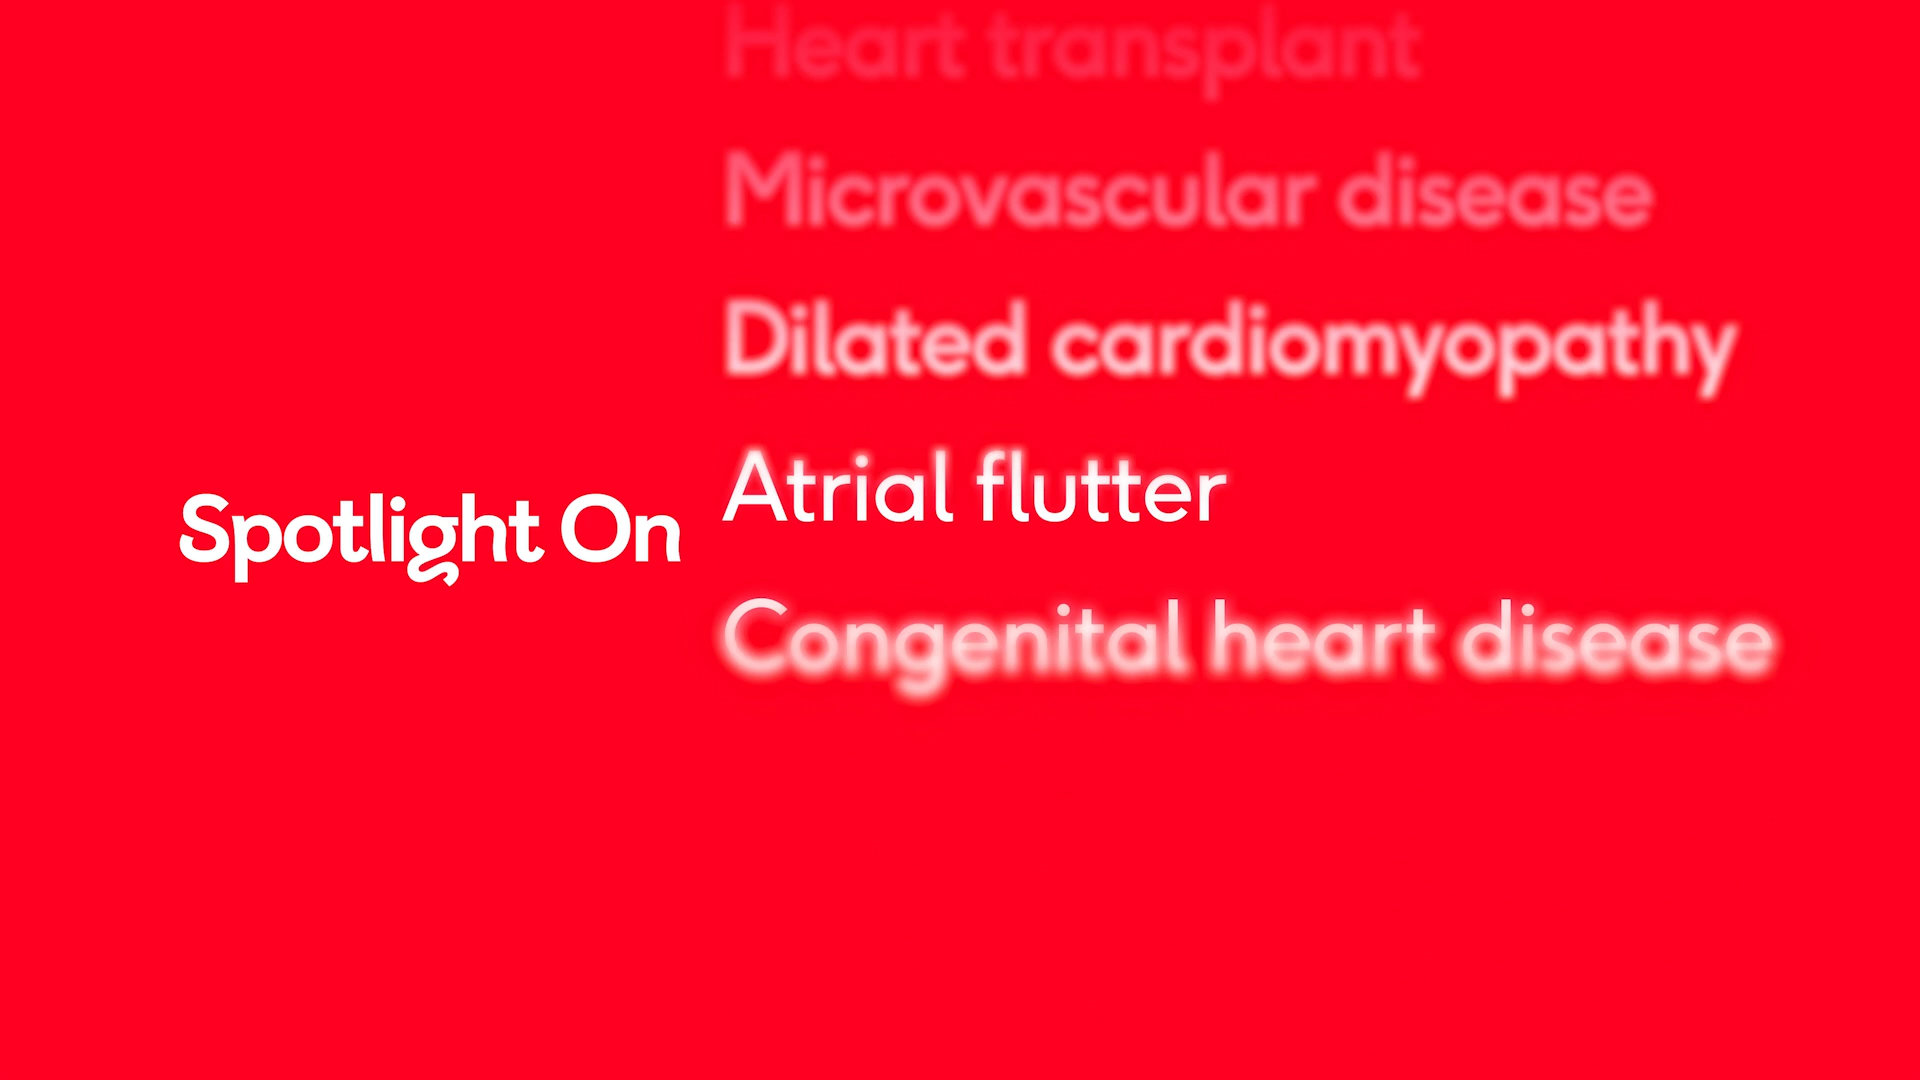 Heart transplant
Microvascular disease
Dilated cardiomyopathy
Atrial flutter
Spotlight On
Congenital heart disease